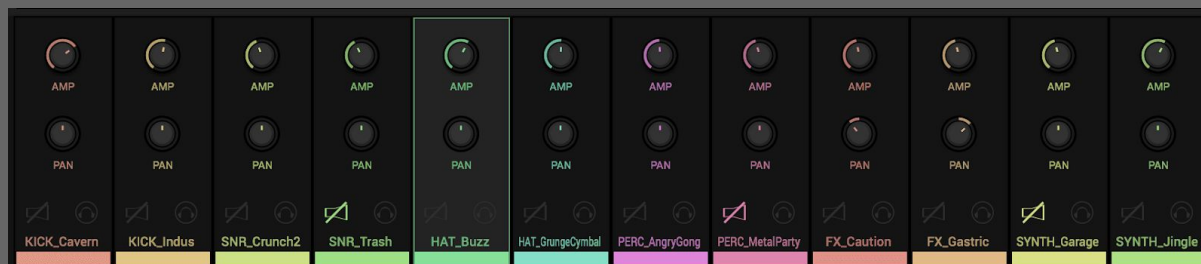 AMP AMP AMP AMP AMP AMP AMP AMP AMP AMP AMP AMP
PAN PAN PAN PAN PAN PAN PAN PAN PAN PAN PAN PAN
KICK_Cavern KICK_Indus SNR_Crunch2 SNR_Trash HAT_Buzz HAT_GrungeCymbal PERC_AngryGong PERC_MetalParty FX_Caution FX_Gastric SYNTH_Garage SYNTH_Jingle